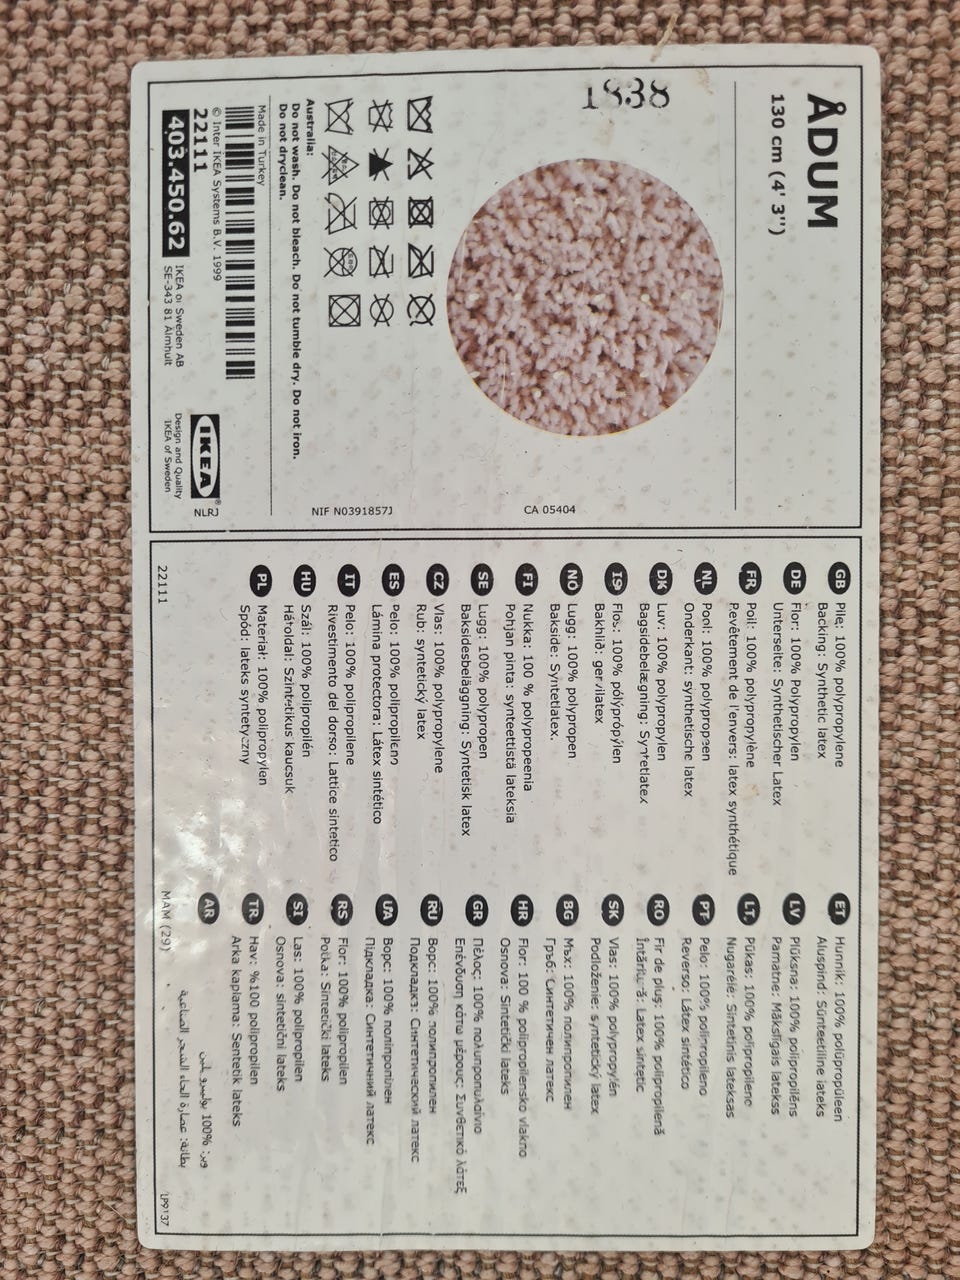 ÅDUM
130 cm (4' 3")
1838
CA 05404
NIF N0391857J
Australia:
Do not wash. Do not bleach. Do not tumble dry. Do not iron.
Do not dryclean.
Made in Turkey
© Inter IKEA Systems B.V. 1999
22111
403.450.62
IKEA of Sweden AB
SE-343 81 Älmhult
IKEA®
Design and Quality
IKEA of Sweden
NLRJ
GB Pile: 100% polypropylene
Backing: Synthetic latex
DE Flor: 100% Polypropylen
Unterseite: Synthetischer Latex
FR Poil: 100% polypropylène
Revêtement de l'envers: latex synthétique
NL Pool: 100% polypropeen
Onderkant: synthetische latex
DK Luv: 100% polypropylen
Bagsidebelægning: Syntetlatex
IS Flos: 100% pólýprópýlen
Bakhlið: gervilatex
NO Lugg: 100% polypropen
Bakside: Syntetlatex.
FI Nukka: 100 % polypropeenia
Pohjan pinta: synteettistä lateksia
SE Lugg: 100% polypropen
Baksidesbeläggning: Syntetisk latex
CZ Vlas: 100% polypropylene
Rub: syntetický latex
ES Pelo: 100% polipropileno
Lámina protectora: Látex sintético
IT Pelo: 100% polipropilene
Rivestimento del dorso: Lattice sintetico
HU Szál: 100% polipropilén
Hátoldal: Szintetikus kaucsuk
PL Materiał: 100% polipropylen
Spód: lateks syntetyczny
22111
ET Hunnik: 100% polüpropüleen
Aluspind: Sünteetiline lateks
LV Plūksna: 100% polipropilēns
Pamatne: Mākslīgais latekss
LT Pūkas: 100% polipropileno
Nugarėlė: Sintetinis lateksas
PT Pelo: 100% polipropileno
Reverso: Látex sintético
RO Fir de pluş: 100% polipropilenă
Întăritură: Latex sintetic
SK Vlas: 100% polypropylén
Podloženie: syntetický latex
BG Мъх: 100% полипропилен
Гръб: Синтетичен латекс
HR Flor: 100 % polipropilensko vlakno
Osnova: Sintetički lateks
GR Πέλος: 100% πολυπροπυλαίνιο
Επένδυση κάτω μέρους: Συνθετικό λάτεξ
RU Ворс: 100% полипропилен
Подкладка: Синтетический латекс
UA Ворс: 100% поліпропілен
Підкладка: Синтетичний латекс
RS Flor: 100% polipropilen
Polka: Sintetički lateks
SI Las: 100% polipropilen
Osnova: sintetični lateks
TR Hav: %100 polipropilen
Arka kaplama: Sentetik lateks
AR وبر: 100%
بطانة: عصارة لحاء الشجر الصناعية
MAM (29)
LP9137